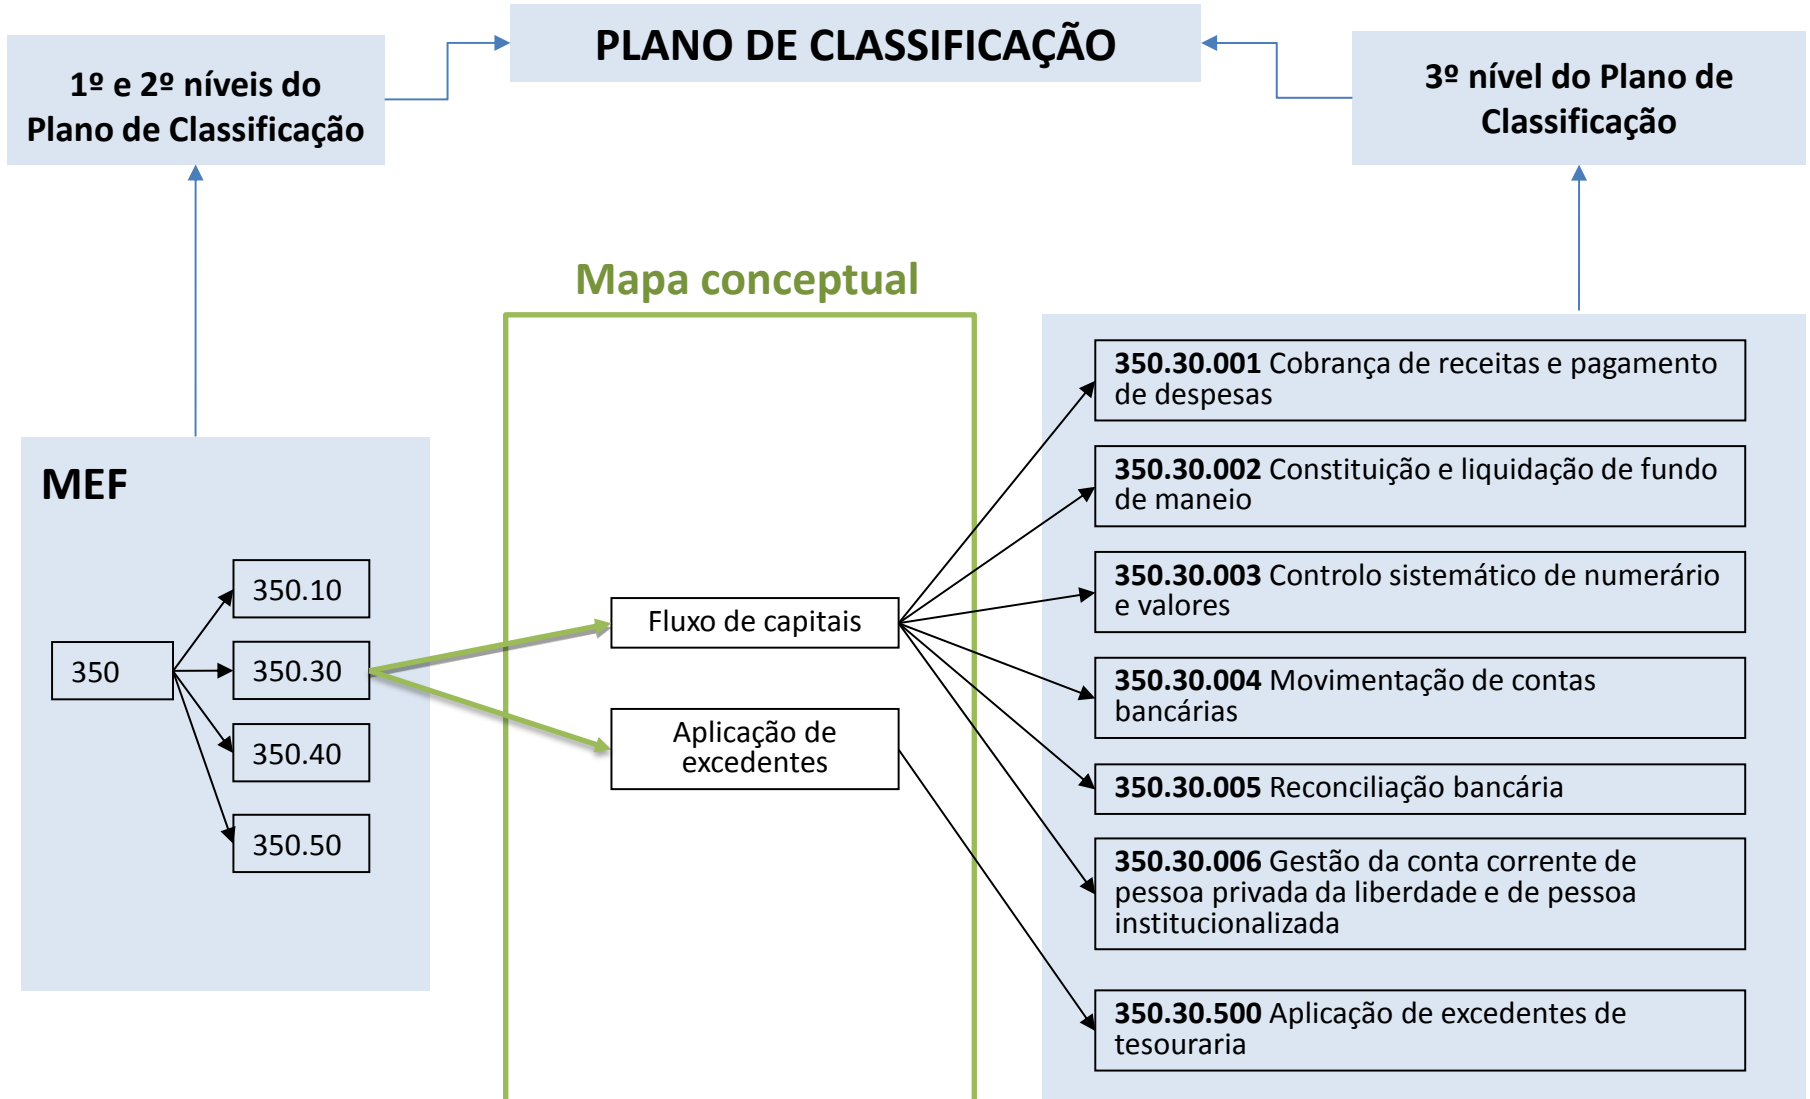 PLANO DE CLASSIFICAÇÃO
1º e 2º níveis do
Plano de Classificação
3º nível do Plano de
Classificação
Mapa conceptual
MEF
350
350.10
350.30
350.40
350.50
Fluxo de capitais
Aplicação de
excedentes
350.30.001 Cobrança de receitas e pagamento
de despesas
350.30.002 Constituição e liquidação de fundo
de maneio
350.30.003 Controlo sistemático de numerário
e valores
350.30.004 Movimentação de contas
bancárias
350.30.005 Reconciliação bancária
350.30.006 Gestão da conta corrente de
pessoa privada da liberdade e de pessoa
institucionalizada
350.30.500 Aplicação de excedentes de
tesouraria